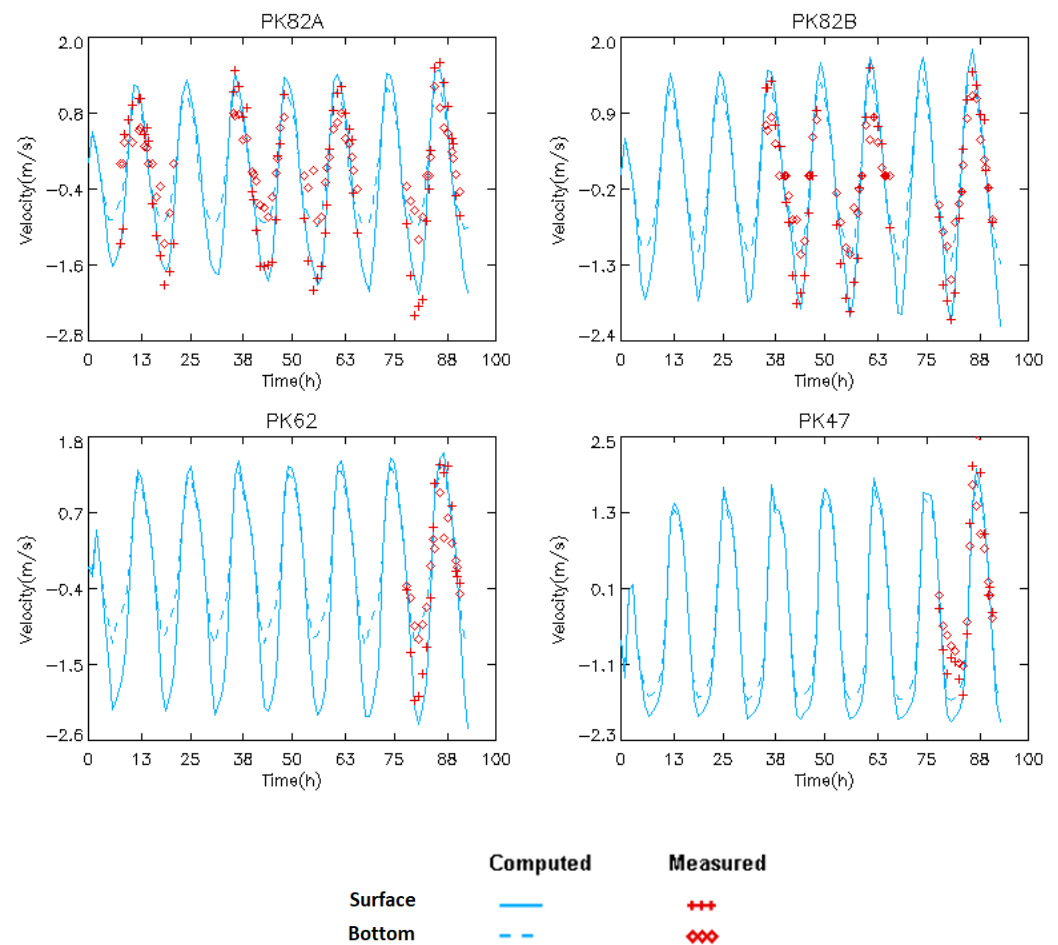 PK82A
2.0
0.8
−0.4
−1.6
−2.8
Velocity(m/s}
0 13 25 38 50 63 75 88 100
Time(h)
PK82B
2.0
0.9
−0.2
−1.3
−2.4
Velocity(m/s}
0 13 25 38 50 63 75 88 100
Time(h)
PK62
1.8
0.7
−0.4
−1.5
−2.6
Velocity(m/s}
0 13 25 38 50 63 75 88 100
Time(h)
PK47
2.5
1.3
0.1
−1.1
−2.3
Velocity(m/s}
0 13 25 38 50 63 75 88 100
Time(h)
Computed Measured
Surface
Bottom